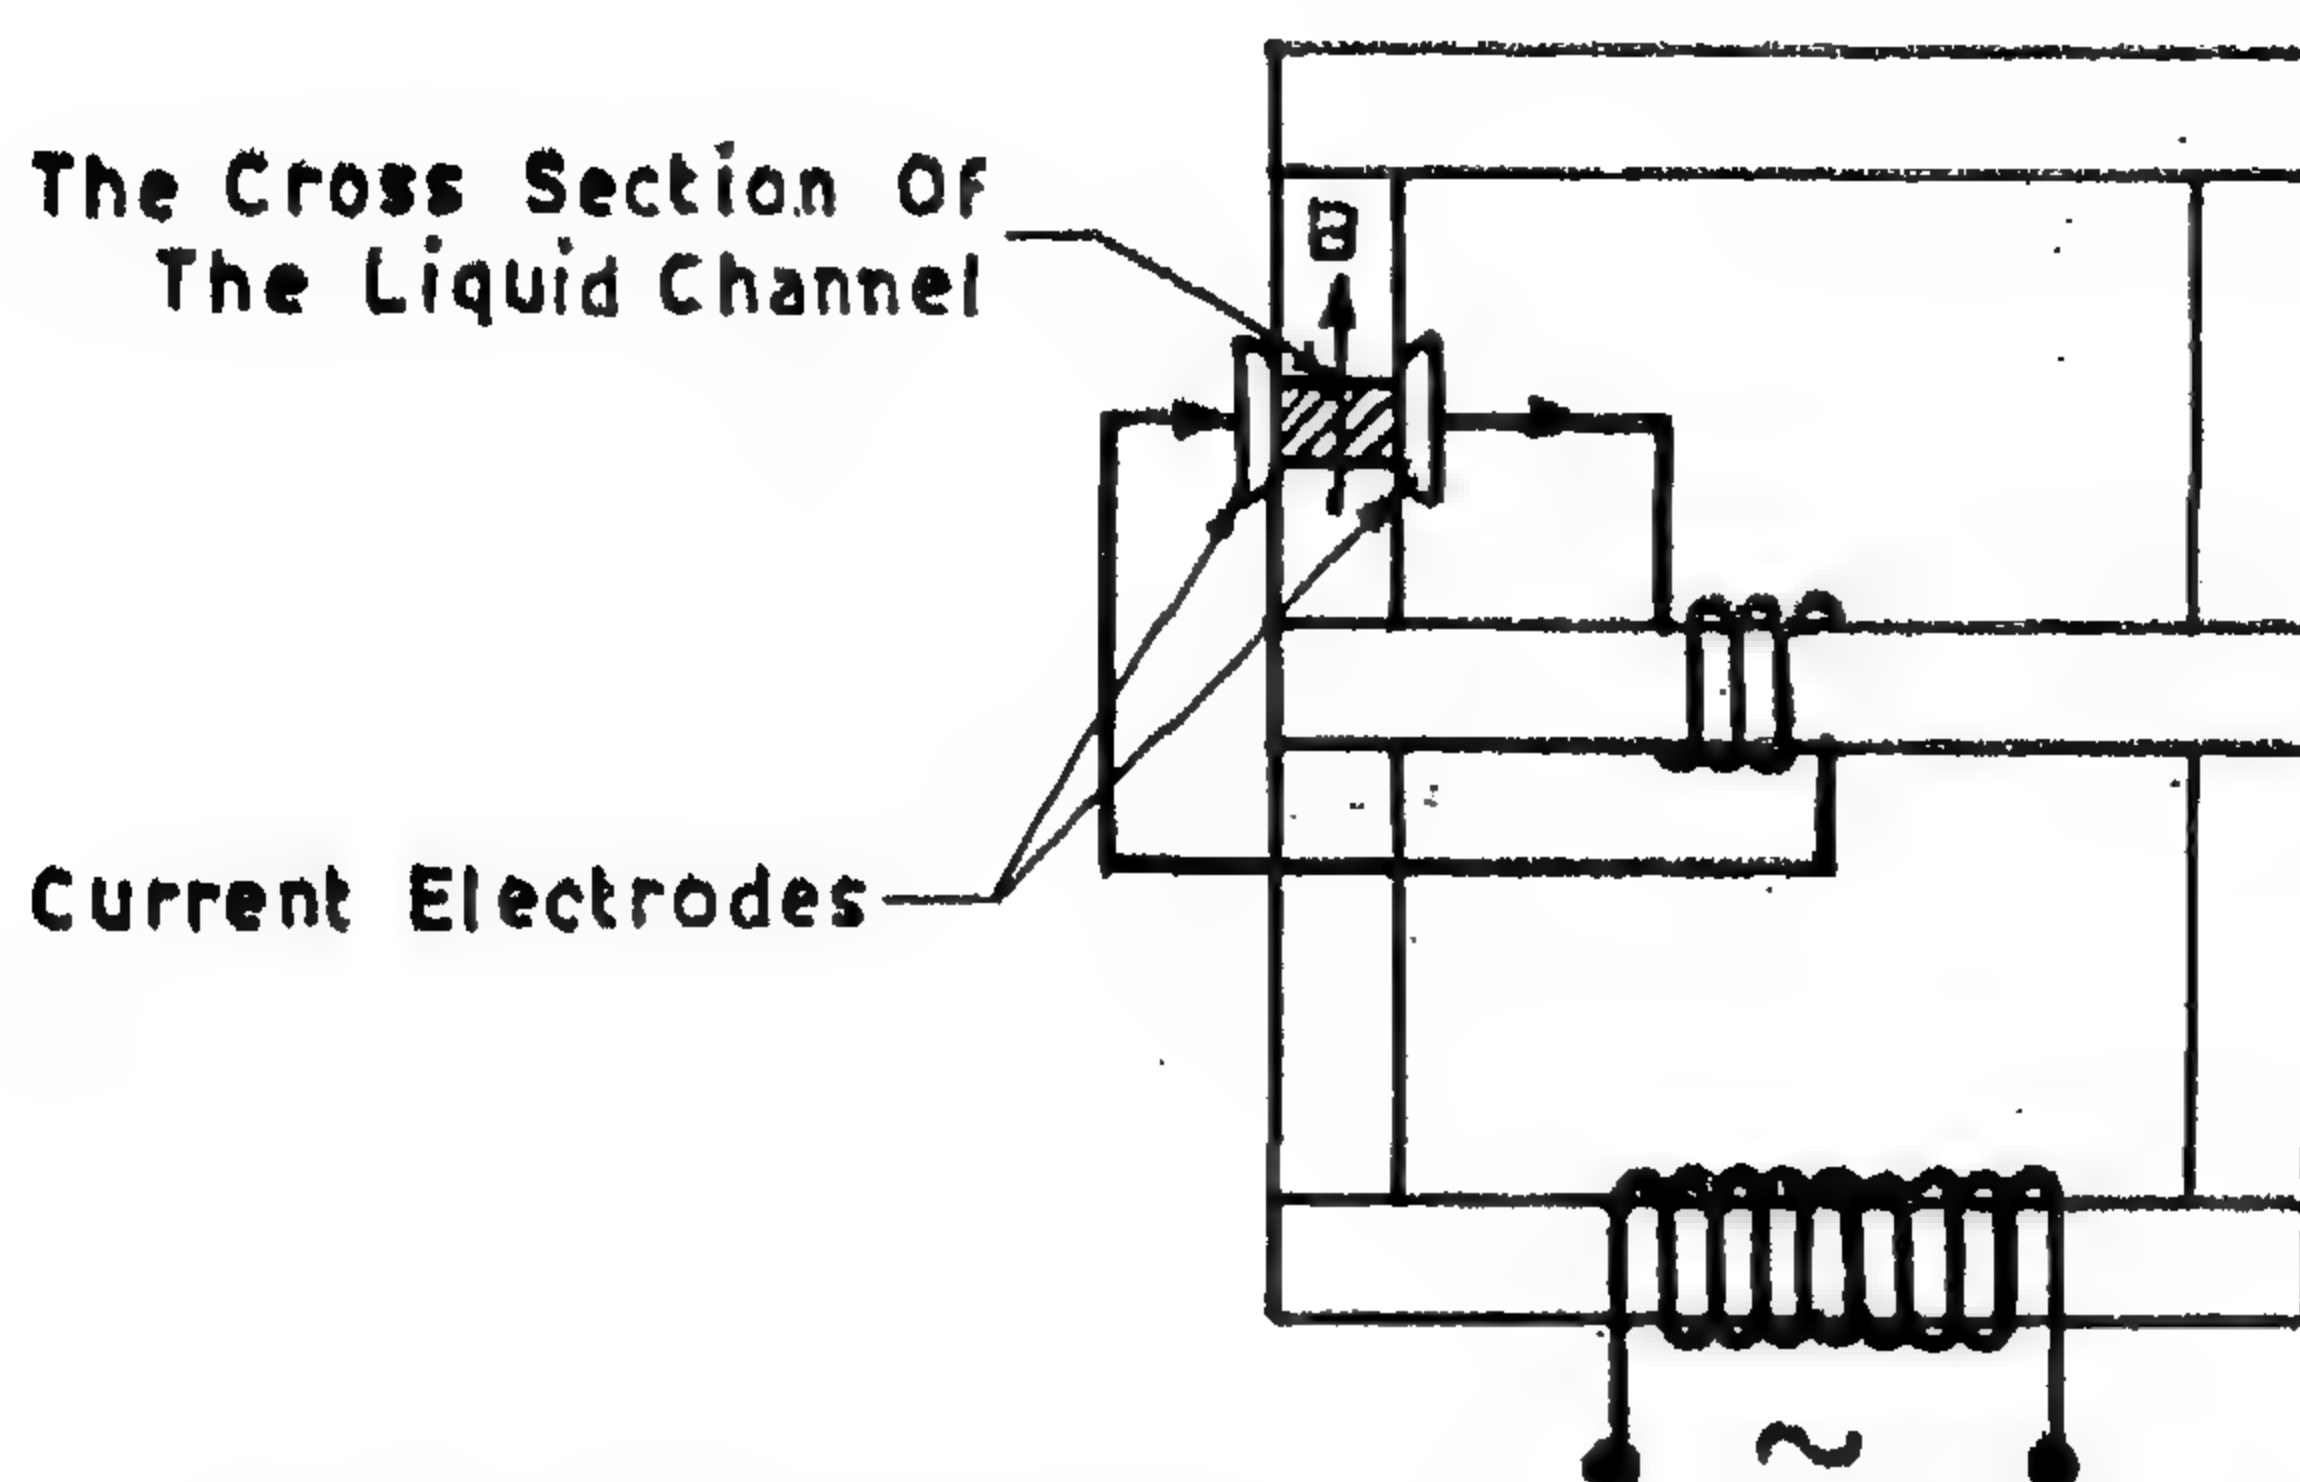 The Cross Section Of
The Liquid Channel
B
Current Electrodes
~